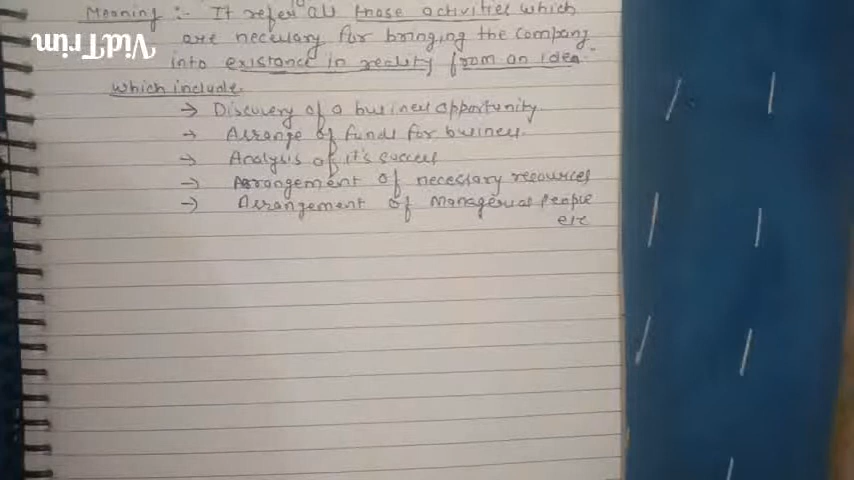 Meaning :- It refer all those activities which
are necessary for bringing the company
into existance in reality from an idea
which include
→ Discovery of a business opportunity
→ Arrange of funds for business
→ Analysis of it's success
→ Arrangement of necessary resources
→ Arrangement of Managerial People
etc
VidTrim